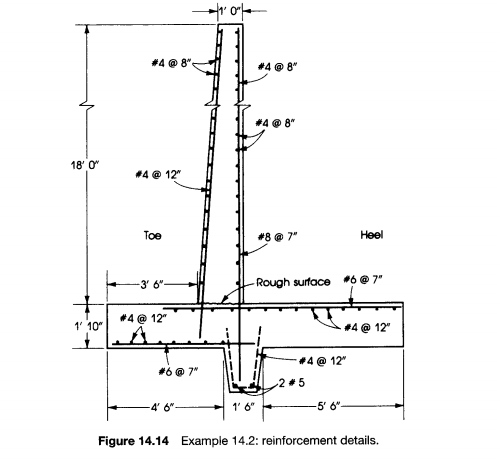 1' 0"
#4 @ 8"
#4 @ 8"
#4 @ 8"
18' 0"
#4 @ 12"
Toe
Heel
#8 @ 7"
3' 6"
Rough surface
#6 @ 7"
1' 10"
#4 @ 12"
#4 @ 12"
#4 @ 12"
#6 @ 7"
2 #5
4' 6"
1' 6"
5' 6"
Figure 14.14 Example 14.2: reinforcement details.